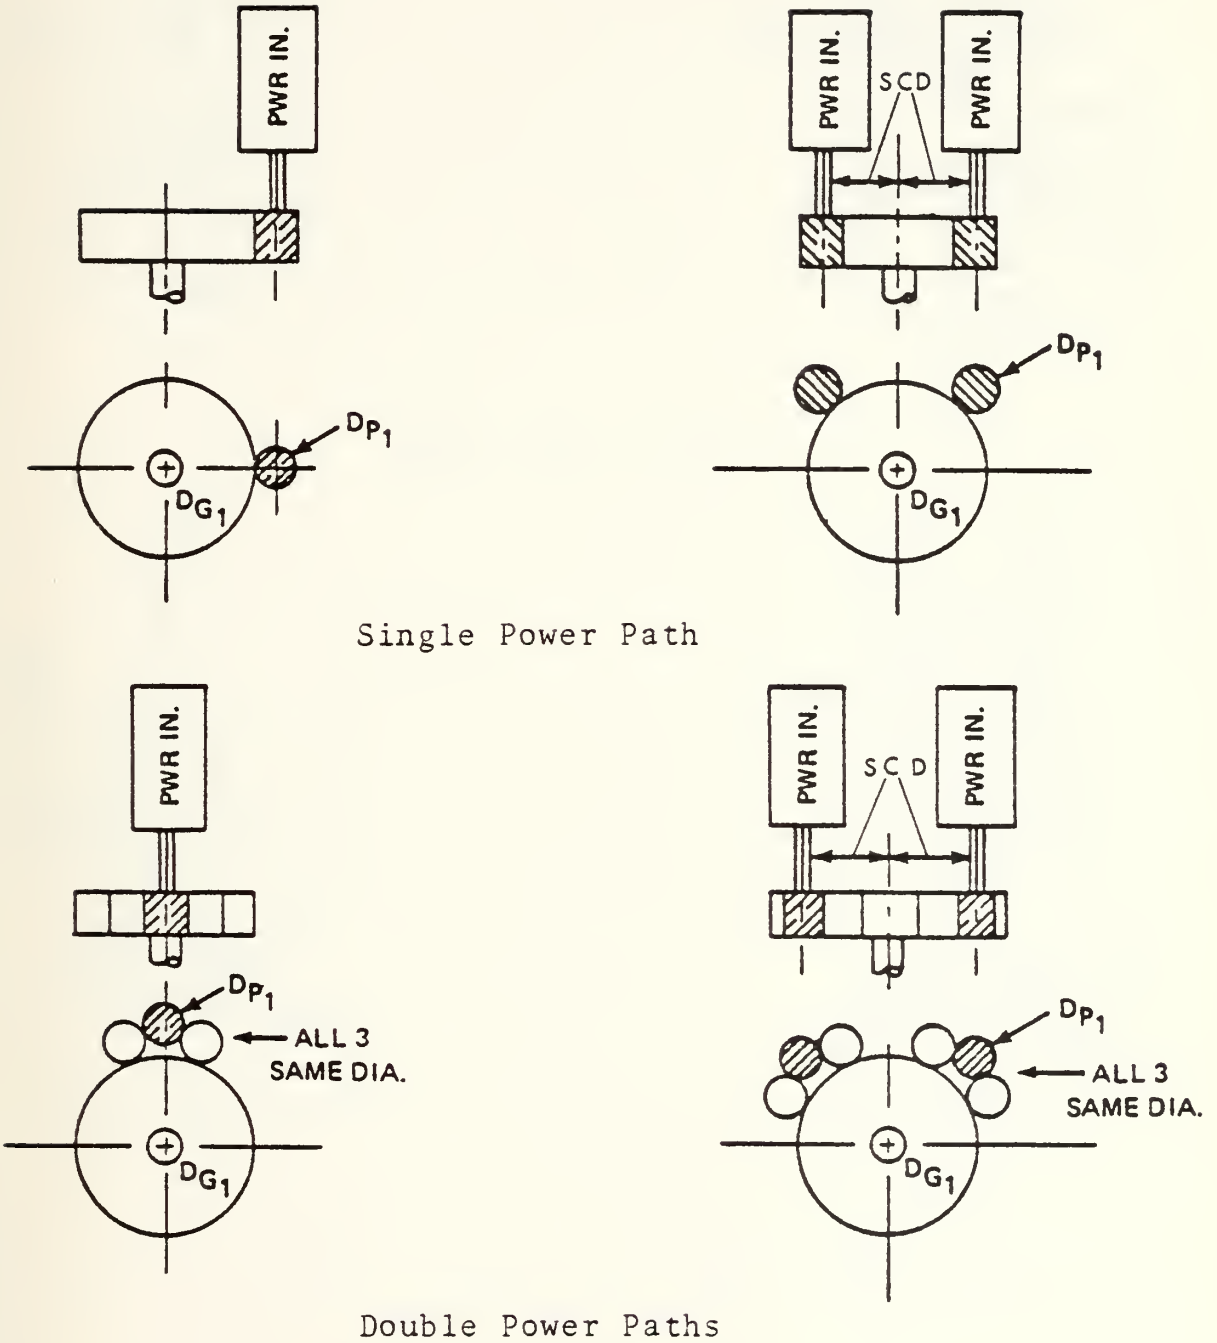 PWR IN.
PWR IN.
SCD
PWR IN.
DP1
DG1
DP1
DG1
Single Power Path
PWR IN.
PWR IN.
SCD
PWR IN.
DP1
ALL 3
SAME DIA.
DG1
DP1
ALL 3
SAME DIA.
DG1
Double Power Paths